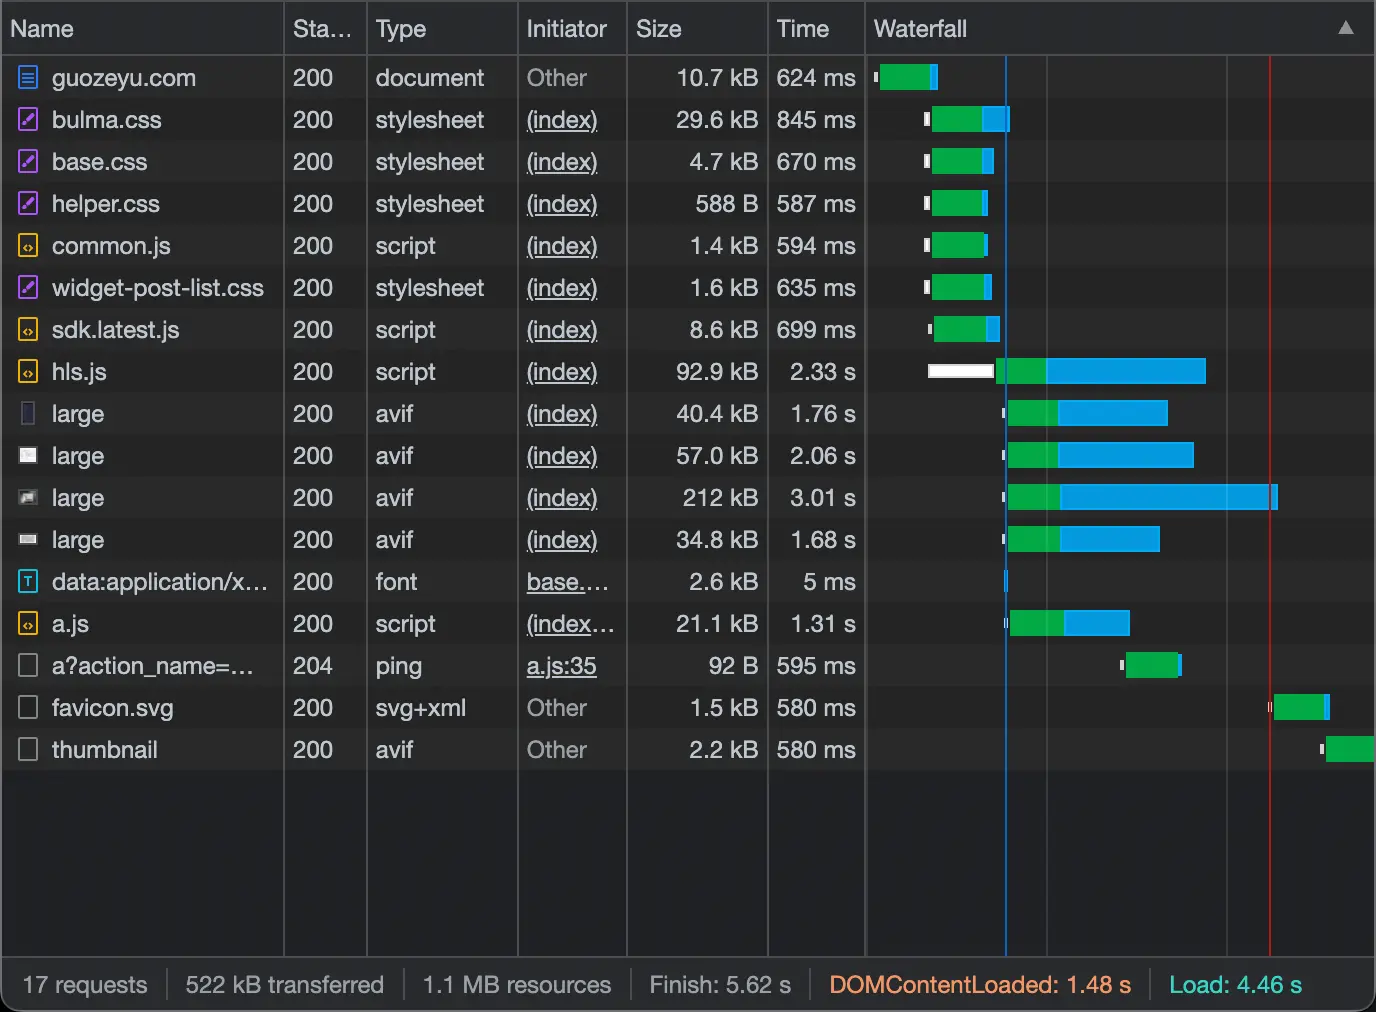 Name Sta... Type Initiator Size Time Waterfall
guozeyu.com 200 document Other 10.7 kB 624 ms
bulma.css 200 stylesheet (index) 29.6 kB 845 ms
base.css 200 stylesheet (index) 4.7 kB 670 ms
helper.css 200 stylesheet (index) 588 B 587 ms
common.js 200 script (index) 1.4 kB 594 ms
widget-post-list.css 200 stylesheet (index) 1.6 kB 635 ms
sdk.latest.js 200 script (index) 8.6 kB 699 ms
hls.js 200 script (index) 92.9 kB 2.33 s
large 200 avif (index) 40.4 kB 1.76 s
large 200 avif (index) 57.0 kB 2.06 s
large 200 avif (index) 212 kB 3.01 s
large 200 avif (index) 34.8 kB 1.68 s
data:application/x... 200 font base.... 2.6 kB 5 ms
a.js 200 script (index... 21.1 kB 1.31 s
a?action_name=... 204 ping a.js:35 92 B 595 ms
favicon.svg 200 svg+xml Other 1.5 kB 580 ms
thumbnail 200 avif Other 2.2 kB 580 ms
17 requests 522 kB transferred 1.1 MB resources Finish: 5.62 s DOMContentLoaded: 1.48 s Load: 4.46 s